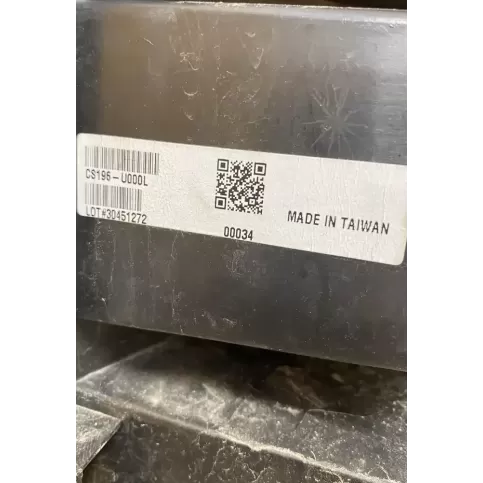 CS196-U000L
LOT#30451272
00034
MADE IN TAIWAN